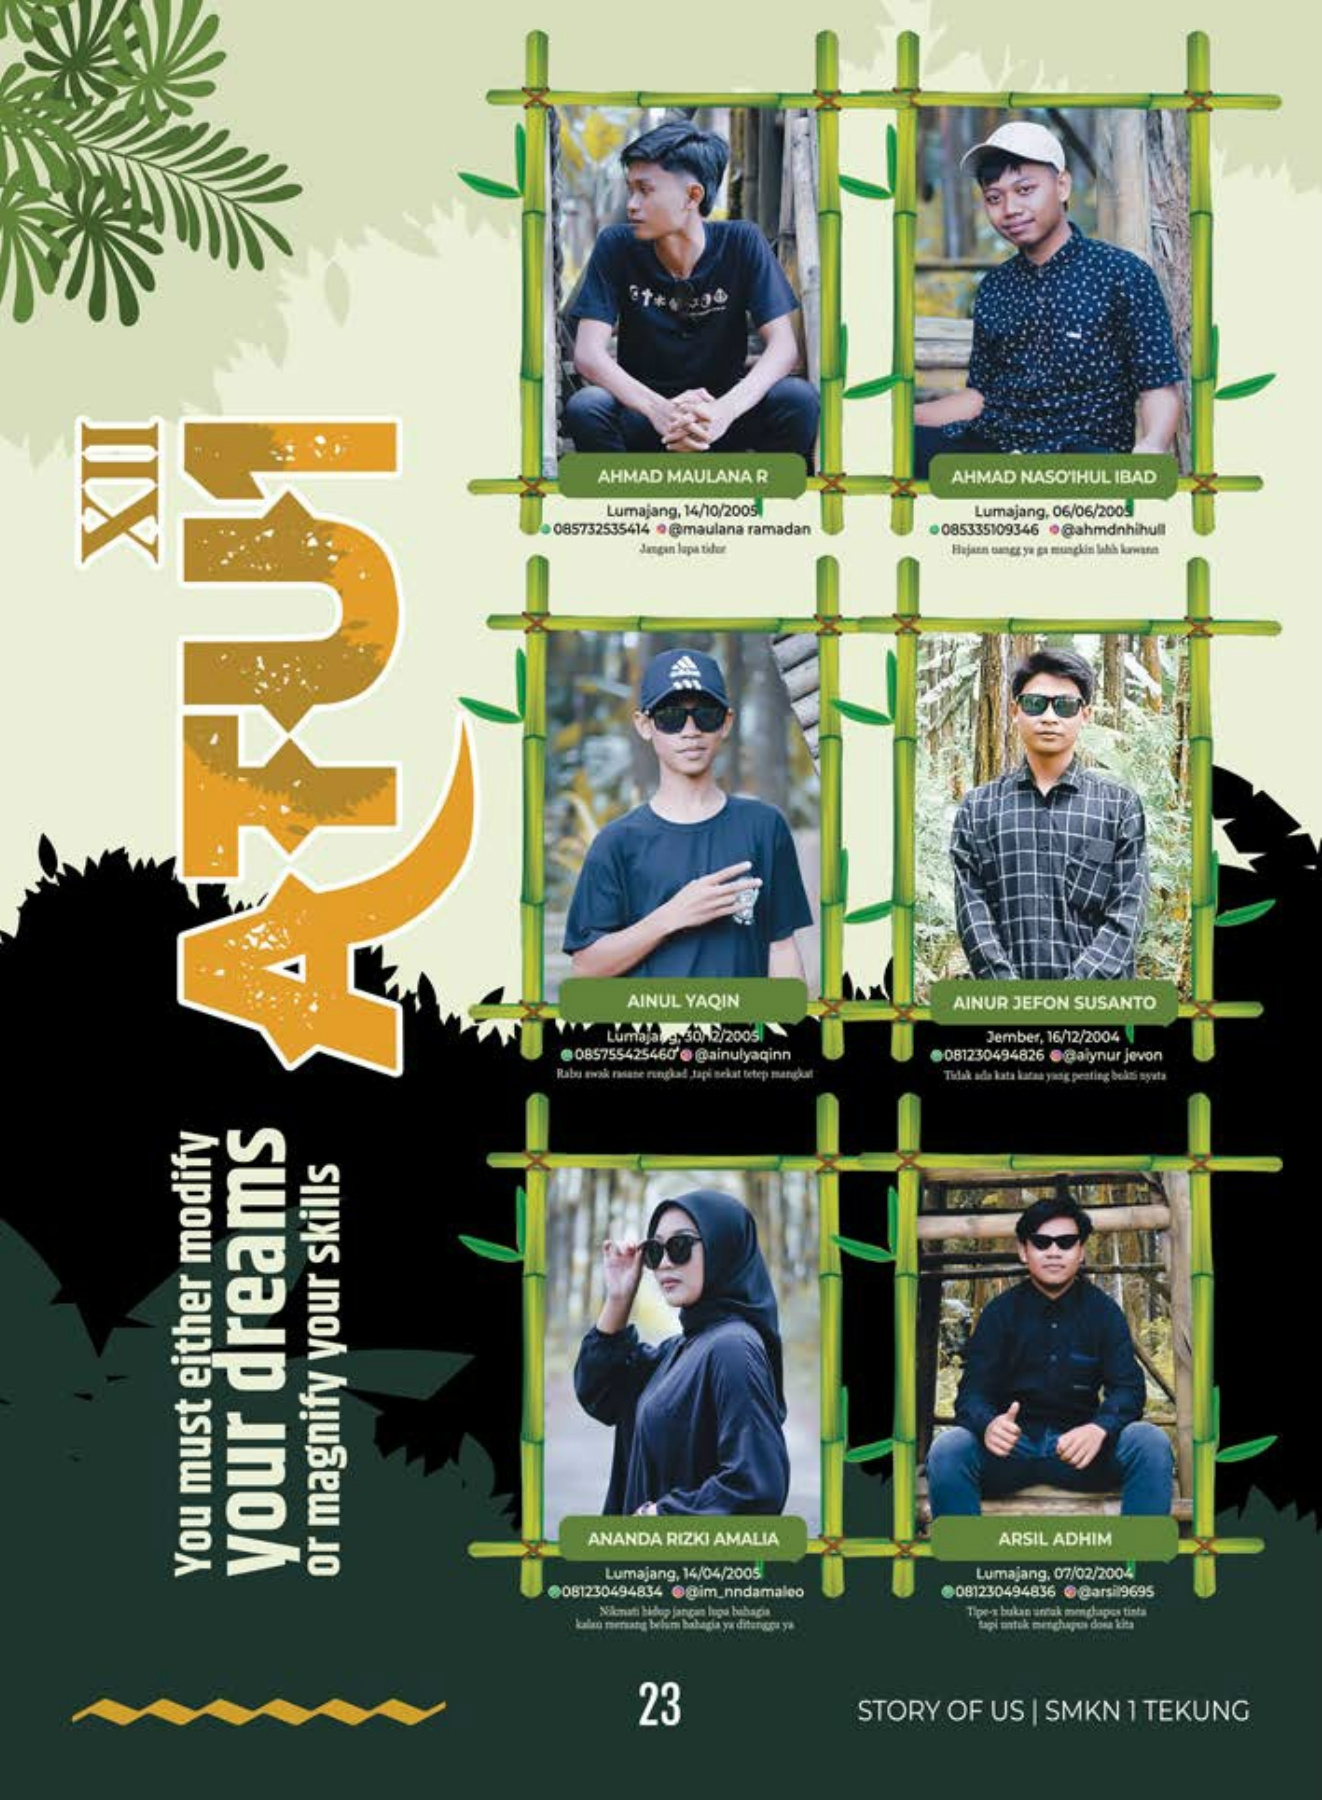 XII
ATU1
You must either modify
your dreams
or magnify your skills
AHMAD MAULANA R
Lumajang, 14/10/2005
085732535414 @maulana ramadan
Jangan lupa tidur
AHMAD NASO'IHUL IBAD
Lumajang, 06/06/2005
085335109346 @ahmdnhihull
Hujann uangg ya ga mungkin lahh kawann
adidas
AINUL YAQIN
Lumajang, 30/12/2005
085755425460 @ainulyaqinn
Rabu awak rasane rungkad ,tapi nekat tetep mangkat
AINUR JEFON SUSANTO
Jember, 16/12/2004
081230494826 @aiynur jevon
Tidak ada kata kataa yang penting bukti nyata
ANANDA RIZKI AMALIA
Lumajang, 14/04/2005
081230494834 @im_nndamaleo
Nikmati hidup jangan lupa bahagia
kalau memang belum bahagia ya ditunggu ya
ARSIL ADHIM
Lumajang, 07/02/2004
081230494836 @arsil9695
Tipe-x bukan untuk menghapus tinta
tapi untuk menghapus dosa kita
23
STORY OF US | SMKN 1 TEKUNG